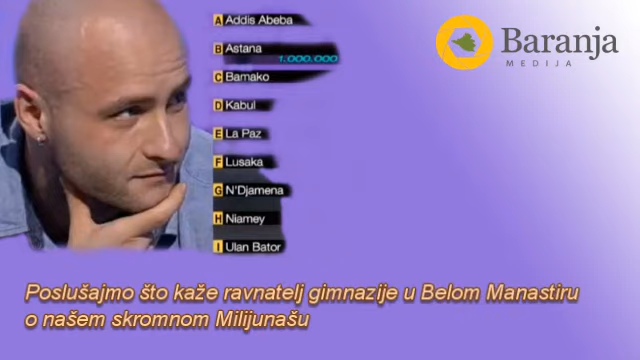 A Addis Abeba
B Astana
1.000.000
C Bamako
D Kabul
E La Paz
F Lusaka
G N'Djamena
H Niamey
I Ulan Bator
Baranja
MEDIJA
Poslušajmo što kaže ravnatelj gimnazije u Belom Manastiru
o našem skromnom Milijunašu